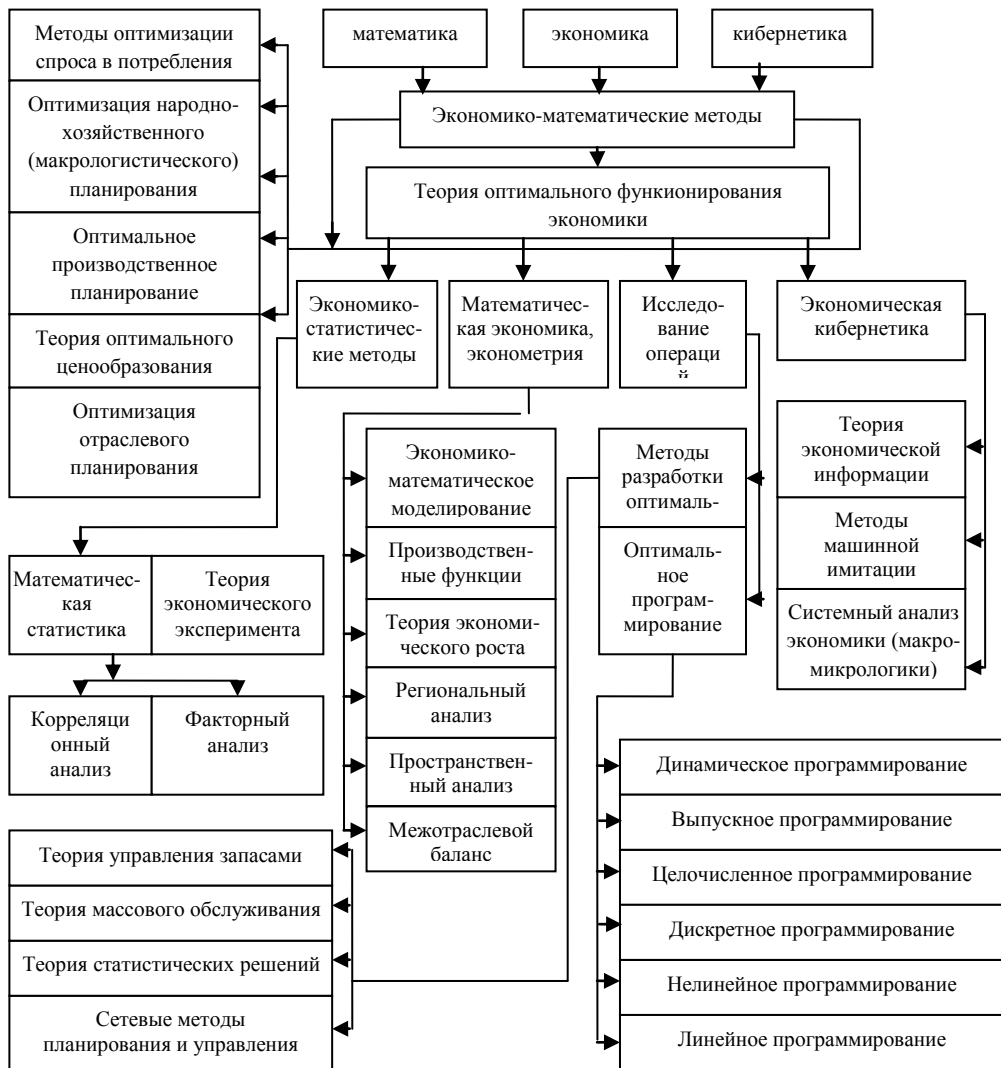 Методы оптимизации
спроса в потребления
Оптимизация народно-
хозяйственного
(макрологистического)
планирования
Оптимальное
производственное
планирование
Теория оптимального
ценообразования
Оптимизация
отраслевого
планирования
математика
экономика
кибернетика
Экономико-математические методы
Теория оптимального функционирования
экономики
Экономико-
статистичес-
кие методы
Математичес-
кая экономика,
эконометрия
Исследо-
вание
операций
й
Экономическая
кибернетика
Экономико-
математическое
моделирование
Производствен-
ные функции
Теория экономи-
ческого роста
Региональный
анализ
Пространствен-
ный анализ
Межотраслевой
баланс
Методы
разработки
оптималь-
Оптималь-
ное
програм-
мирование
Теория
экономической
информации
Методы
машинной
имитации
Системный анализ
экономики (макро-
микрологики)
Математичес-
кая
статистика
Теория
экономического
эксперимента
Корреляци
онный
анализ
Факторный
анализ
Теория управления запасами
Теория массового обслуживания
Теория статистических решений
Сетевые методы
планирования и управления
Динамическое программирование
Выпускное программирование
Целочисленное программирование
Дискретное программирование
Нелинейное программирование
Линейное программирование